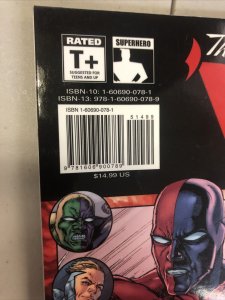 RATED
T+
SUGGESTED FOR
TEENS AND UP
SUPERHERO
Th
ISBN-10: 1-60690-078-1
ISBN-13: 978-1-60690-078-9
ISBN 1-60690-078-1
51499
9 781606 900789
$14.99 US